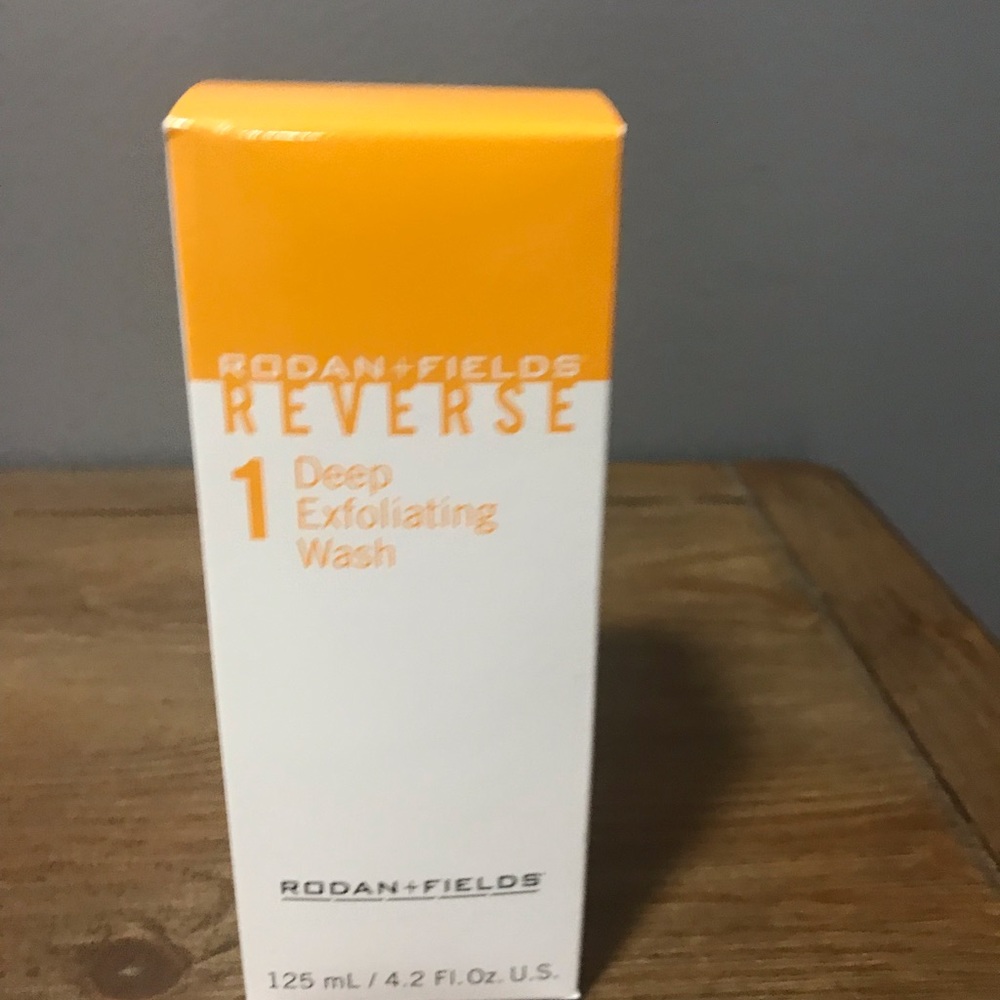 RODAN+FIELDS
REVERSE
1 Deep
Exfoliating
Wash
RODAN+FIELDS
125 mL / 4.2 Fl. Oz. U.S.